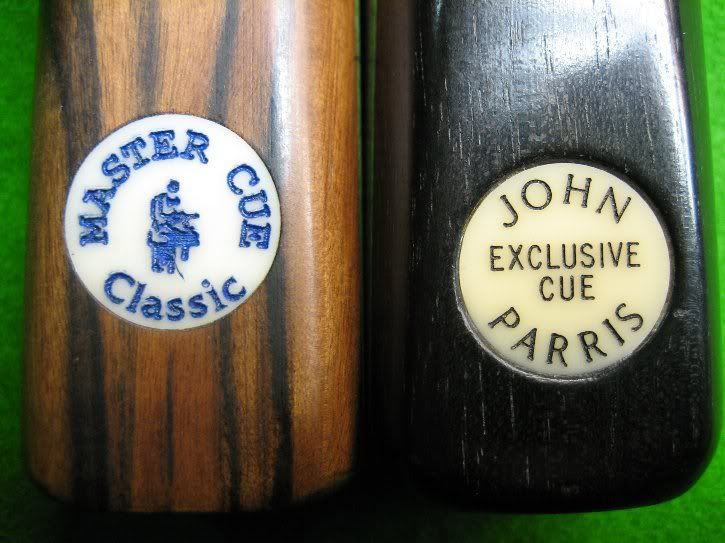 MASTER CUE
Classic
JOHN
EXCLUSIVE
CUE
PARRIS